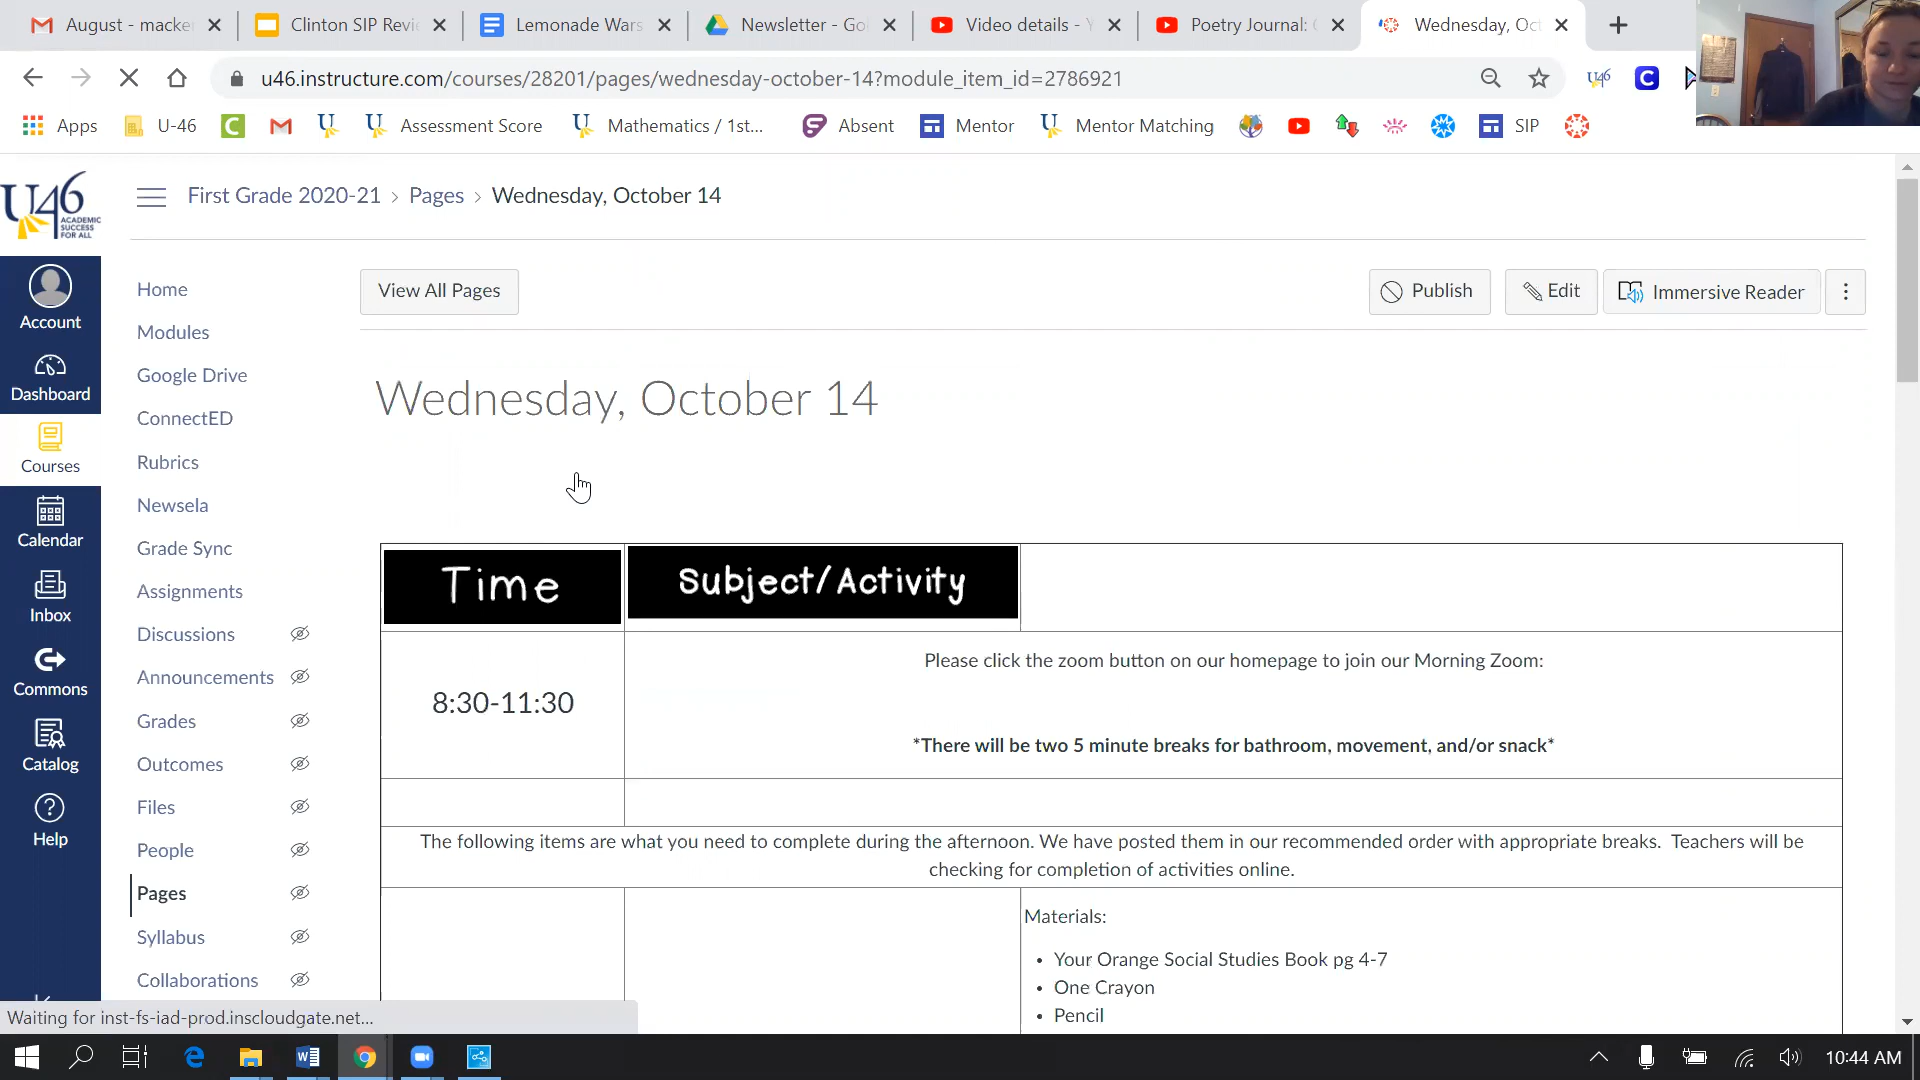 August - macke
Clinton SIP Revi
Lemonade Wars
Newsletter - Go
Video details - Y
Poetry Journal:
Wednesday, Oct
u46.instructure.com/courses/28201/pages/wednesday-october-14?module_item_id=2786921
U46
C
Apps
U-46
C
Assessment Score
Mathematics / 1st...
Absent
Mentor
Mentor Matching
SIP
U46
ACADEMIC
SUCCESS
FOR ALL
First Grade 2020-21 > Pages > Wednesday, October 14
Account
Dashboard
Courses
Calendar
Inbox
Commons
Catalog
Help
Home
Modules
Google Drive
ConnectED
Rubrics
Newsela
Grade Sync
Assignments
Discussions
Announcements
Grades
Outcomes
Files
People
Pages
Syllabus
Collaborations
View All Pages
Publish
Edit
Immersive Reader
Wednesday, October 14
Time
Subject/Activity
8:30-11:30
Please click the zoom button on our homepage to join our Morning Zoom:
*There will be two 5 minute breaks for bathroom, movement, and/or snack*
The following items are what you need to complete during the afternoon. We have posted them in our recommended order with appropriate breaks. Teachers will be
checking for completion of activities online.
Materials:
• Your Orange Social Studies Book pg 4-7
• One Crayon
• Pencil
Waiting for inst-fs-iad-prod.inscloudgate.net...
10:44 AM